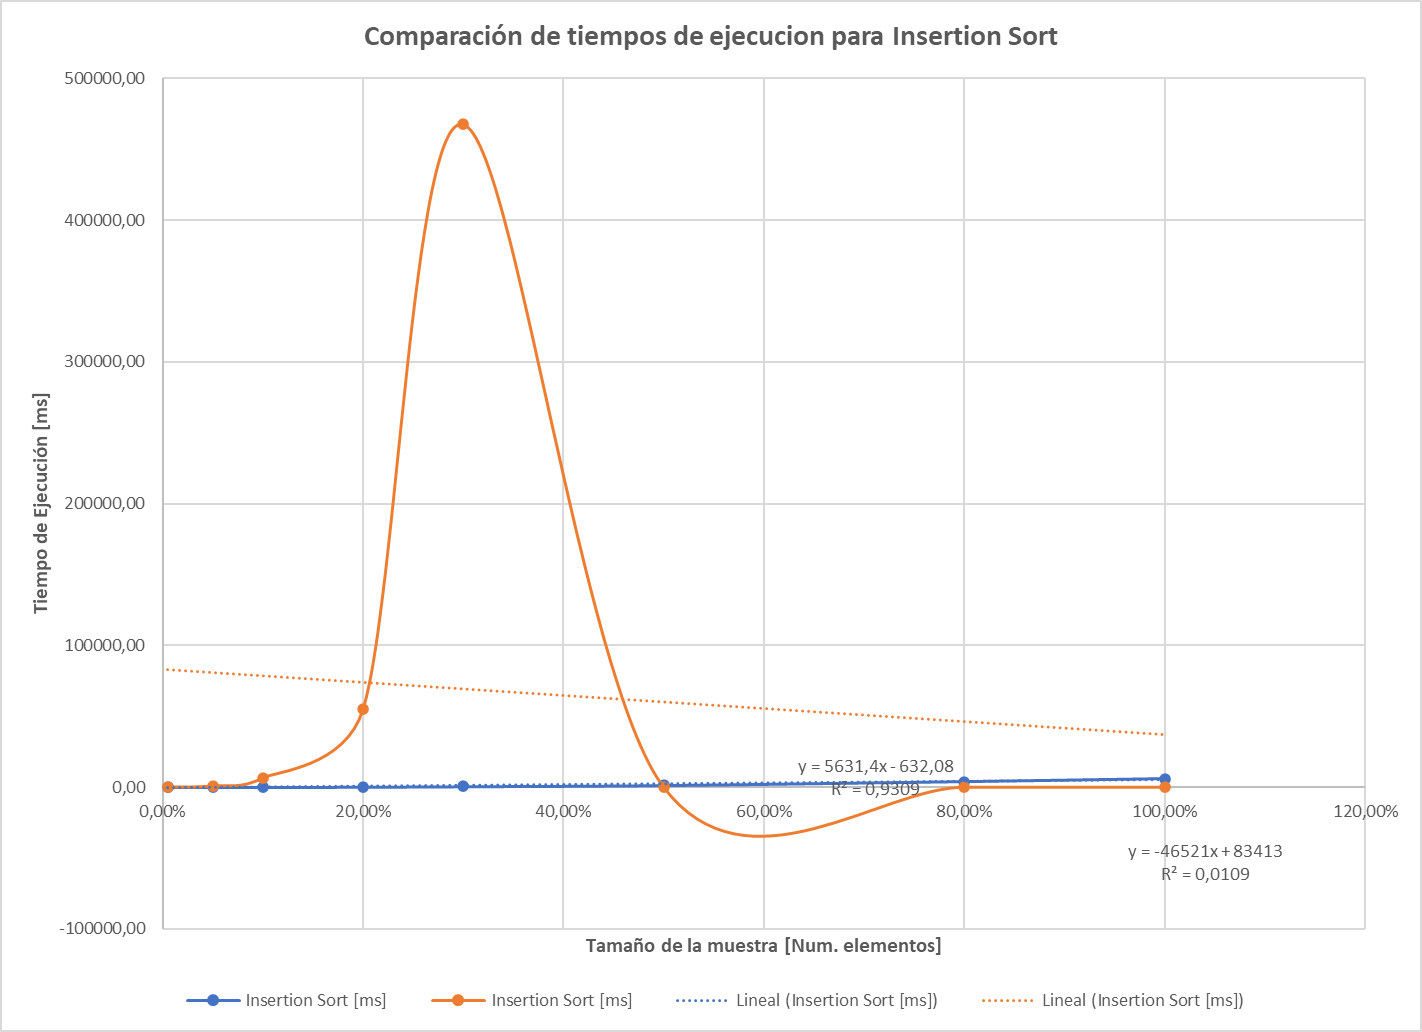 Comparación de tiempos de ejecucion para Insertion Sort
500000,00
400000,00
300000,00
200000,00
100000,00
0,00
-100000,00
Tiempo de Ejecución [ms]
y = 5631,4x - 632,08
R² = 0,9309
0,00% 20,00% 40,00% 60,00% 80,00% 100,00% 120,00%
y = -46521x + 83413
R² = 0,0109
Tamaño de la muestra [Num. elementos]
Insertion Sort [ms] Insertion Sort [ms] Lineal (Insertion Sort [ms]) Lineal (Insertion Sort [ms])